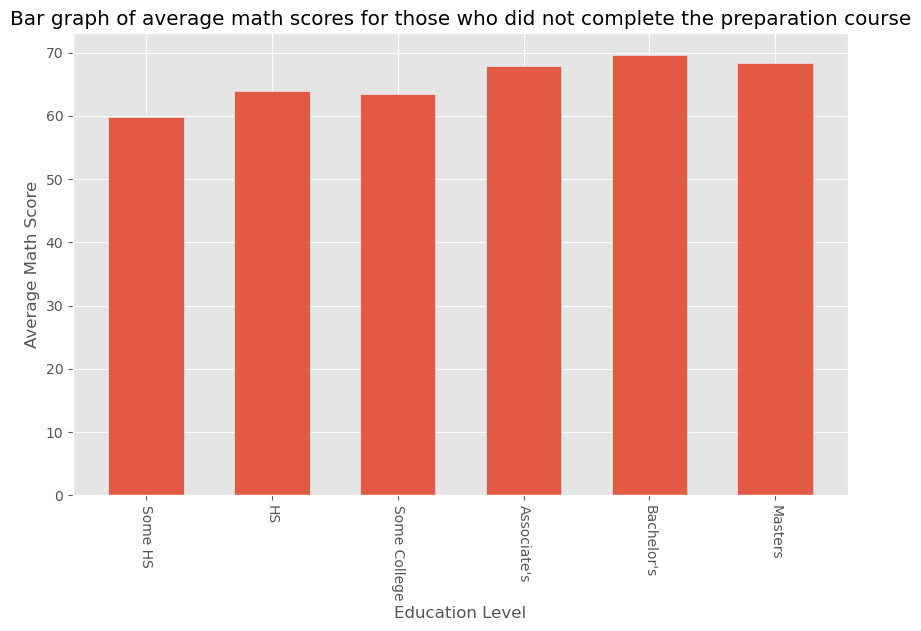 Bar graph of average math scores for those who did not complete the preparation course
Average Math Score
70
60
50
40
30
20
10
0
Some HS
HS
Some College
Associate's
Bachelor's
Masters
Education Level